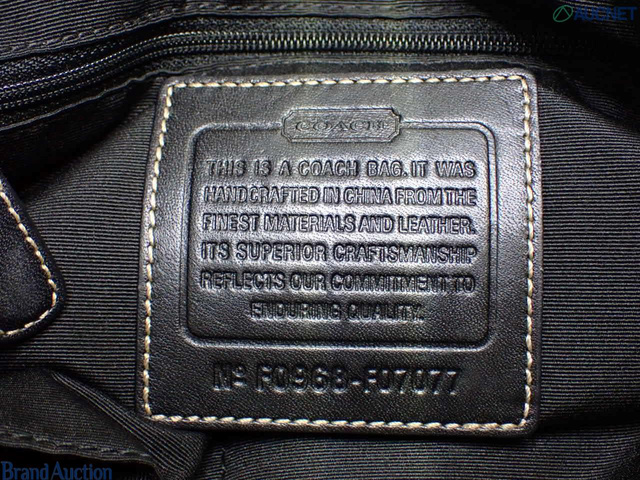 AUCNET
COACH
THIS IS A COACH BAG. IT WAS
HANDCRAFTED IN CHINA FROM THE
FINEST MATERIALS AND LEATHER.
ITS SUPERIOR CRAFTSMANSHIP
REFLECTS OUR COMMITMENT TO
ENDURING QUALITY.
Nº F0968-F07077
Brand Auction